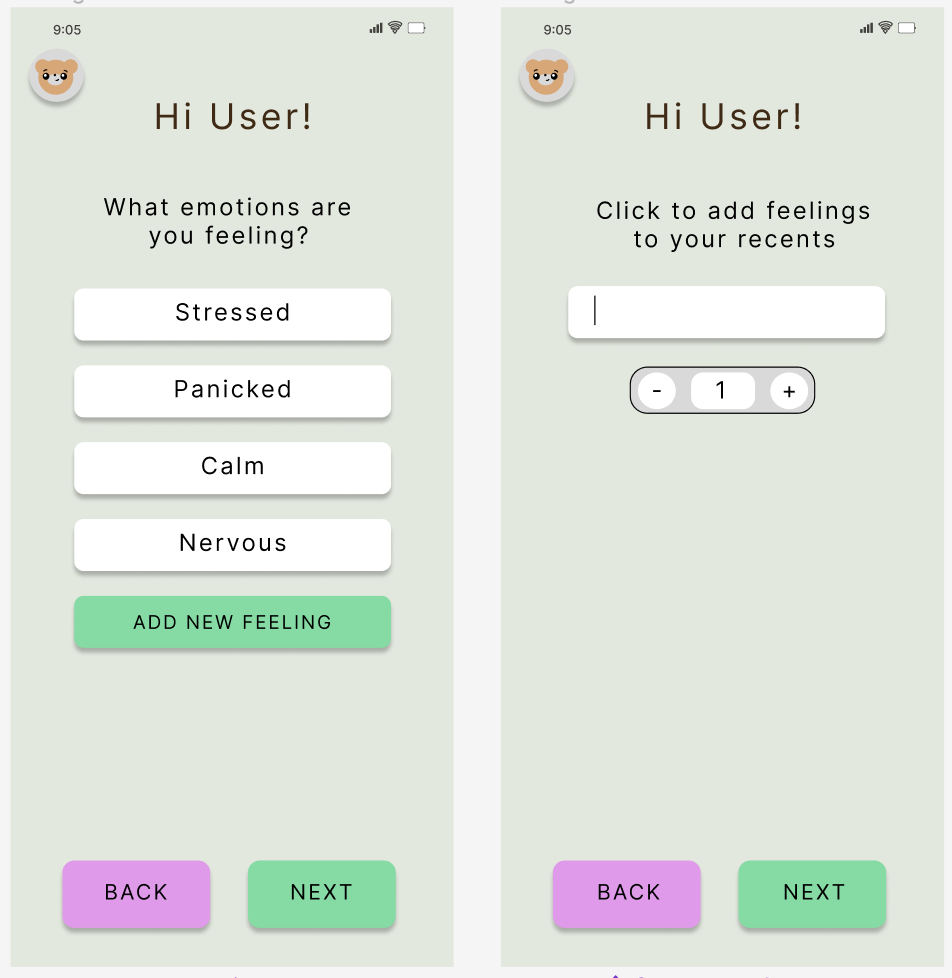 9:05
Hi User!
What emotions are
you feeling?
Stressed
Panicked
Calm
Nervous
ADD NEW FEELING
BACK
NEXT
9:05
Hi User!
Click to add feelings
to your recents
- 1 +
BACK
NEXT